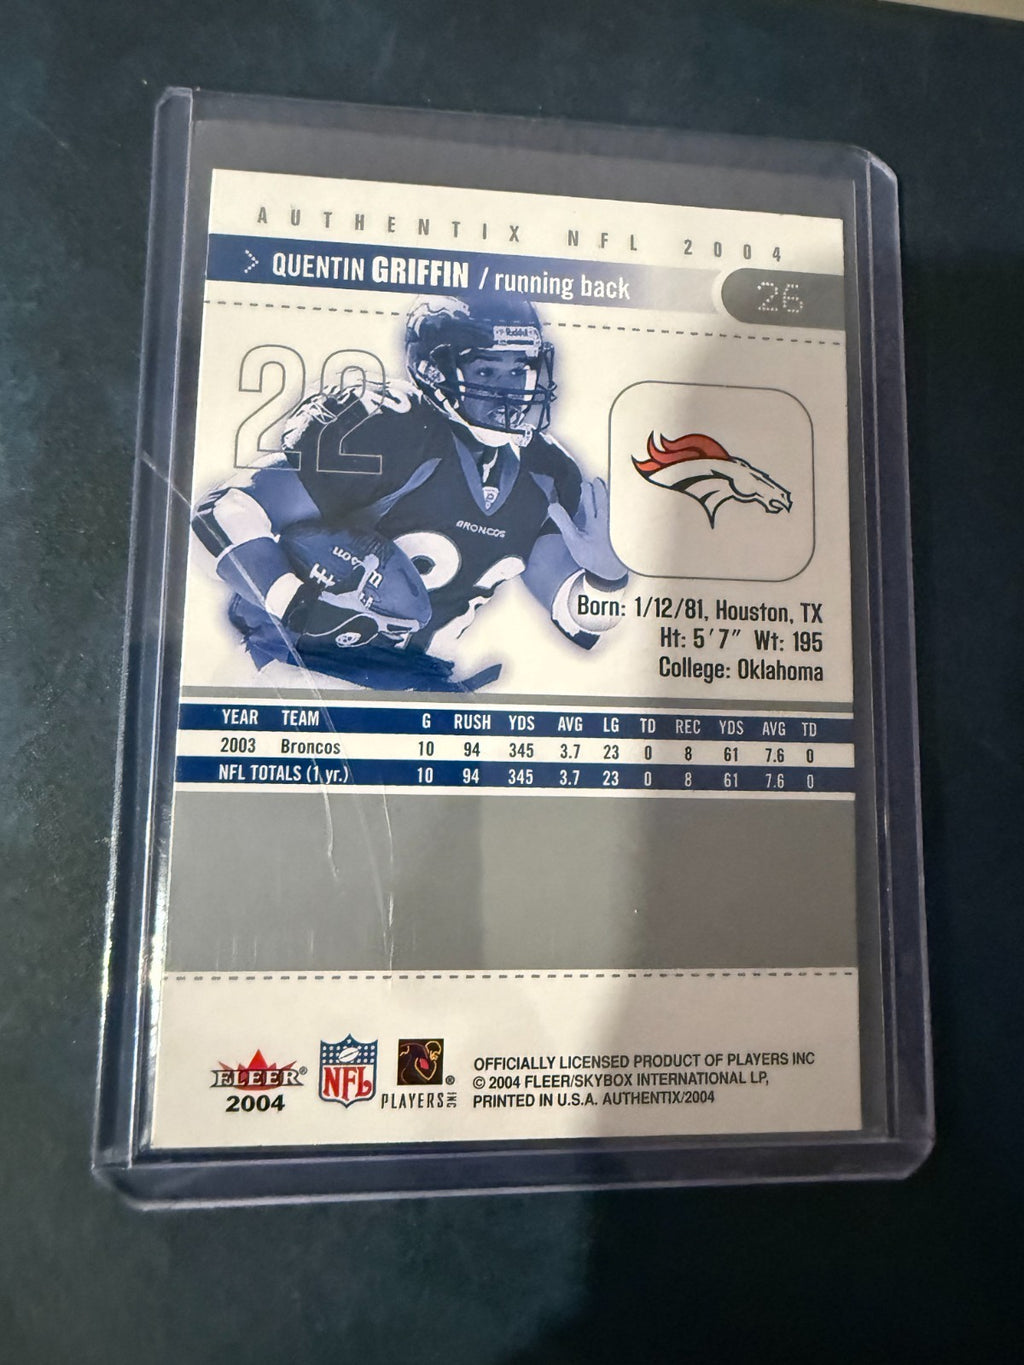 AUTHENTIX NFL 2004
> QUENTIN GRIFFIN / running back
26
22
Riddell
BRONCOS
Wilson
Born: 1/12/81, Houston, TX
Ht: 5'7" Wt: 195
College: Oklahoma
YEAR TEAM G RUSH YDS AVG LG TD REC YDS AVG TD
2003 Broncos 10 94 345 3.7 23 0 8 61 7.6 0
NFL TOTALS (1 yr.) 10 94 345 3.7 23 0 8 61 7.6 0
FLEER®
2004
NFL
PLAYERS INC ®
OFFICIALLY LICENSED PRODUCT OF PLAYERS INC
© 2004 FLEER/SKYBOX INTERNATIONAL LP,
PRINTED IN U.S.A. AUTHENTIX/2004